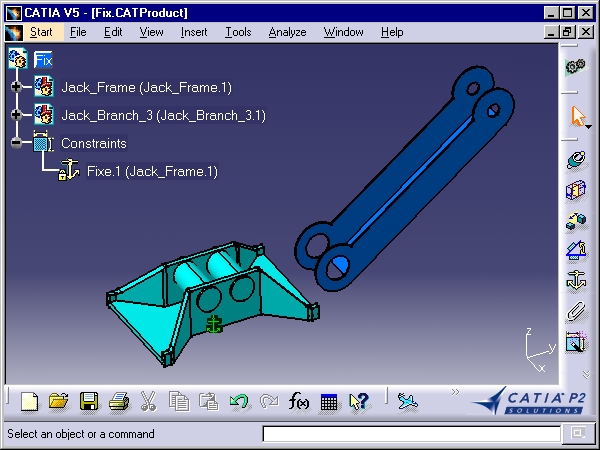 CATIA V5 - [Fix.CATProduct]
Start File Edit View Insert Tools Analyze Window Help
Fix
Jack_Frame (Jack_Frame.1)
Jack_Branch_3 (Jack_Branch_3.1)
Constraints
Fixe.1 (Jack_Frame.1)
z
y
x
f(x)
CATIA P2
SOLUTIONS
Select an object or a command